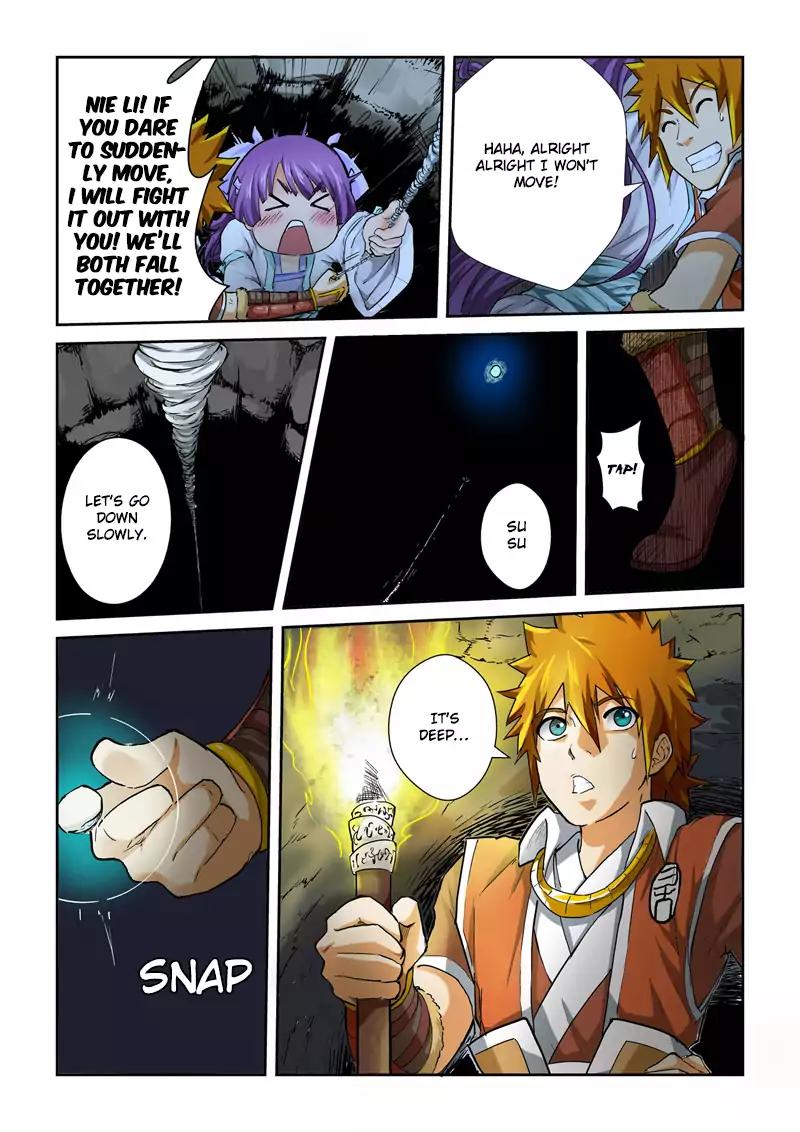 NIE LI! IF
YOU DARE
TO SUDDEN-
LY MOVE,
I WILL FIGHT
IT OUT WITH
YOU! WE'LL
BOTH FALL
TOGETHER!
HAHA, ALRIGHT
ALRIGHT I WON'T
MOVE!
LET'S GO
DOWN
SLOWLY.
SU
SU
TAP!
SNAP
IT'S
DEEP...